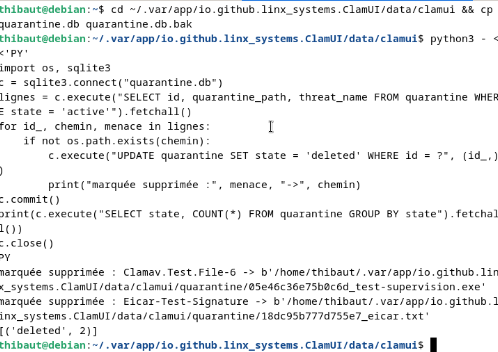 thibaut@debian:~$ cd ~/.var/app/io.github.linx_systems.ClamUI/data/clamui && cp
quarantine.db quarantine.db.bak
thibaut@debian:~/.var/app/io.github.linx_systems.ClamUI/data/clamui$ python3 - <
<'PY'
import os, sqlite3
c = sqlite3.connect("quarantine.db")
lignes = c.execute("SELECT id, quarantine_path, threat_name FROM quarantine WHER
E state = 'active'").fetchall()
for id_, chemin, menace in lignes:
    if not os.path.exists(chemin):
        c.execute("UPDATE quarantine SET state = 'deleted' WHERE id = ?", (id_,)
)
        print("marquée supprimée :", menace, "->", chemin)
c.commit()
print(c.execute("SELECT state, COUNT(*) FROM quarantine GROUP BY state").fetchal
l())
c.close()
PY
marquée supprimée : Clamav.Test.File-6 -> b'/home/thibaut/.var/app/io.github.lin
x_systems.ClamUI/data/clamui/quarantine/05e46c36e75b0c6d_test-supervision.exe'
marquée supprimée : Eicar-Test-Signature -> b'/home/thibaut/.var/app/io.github.l
inx_systems.ClamUI/data/clamui/quarantine/18dc95b777d755e7_eicar.txt'
[('deleted', 2)]
thibaut@debian:~/.var/app/io.github.linx_systems.ClamUI/data/clamui$